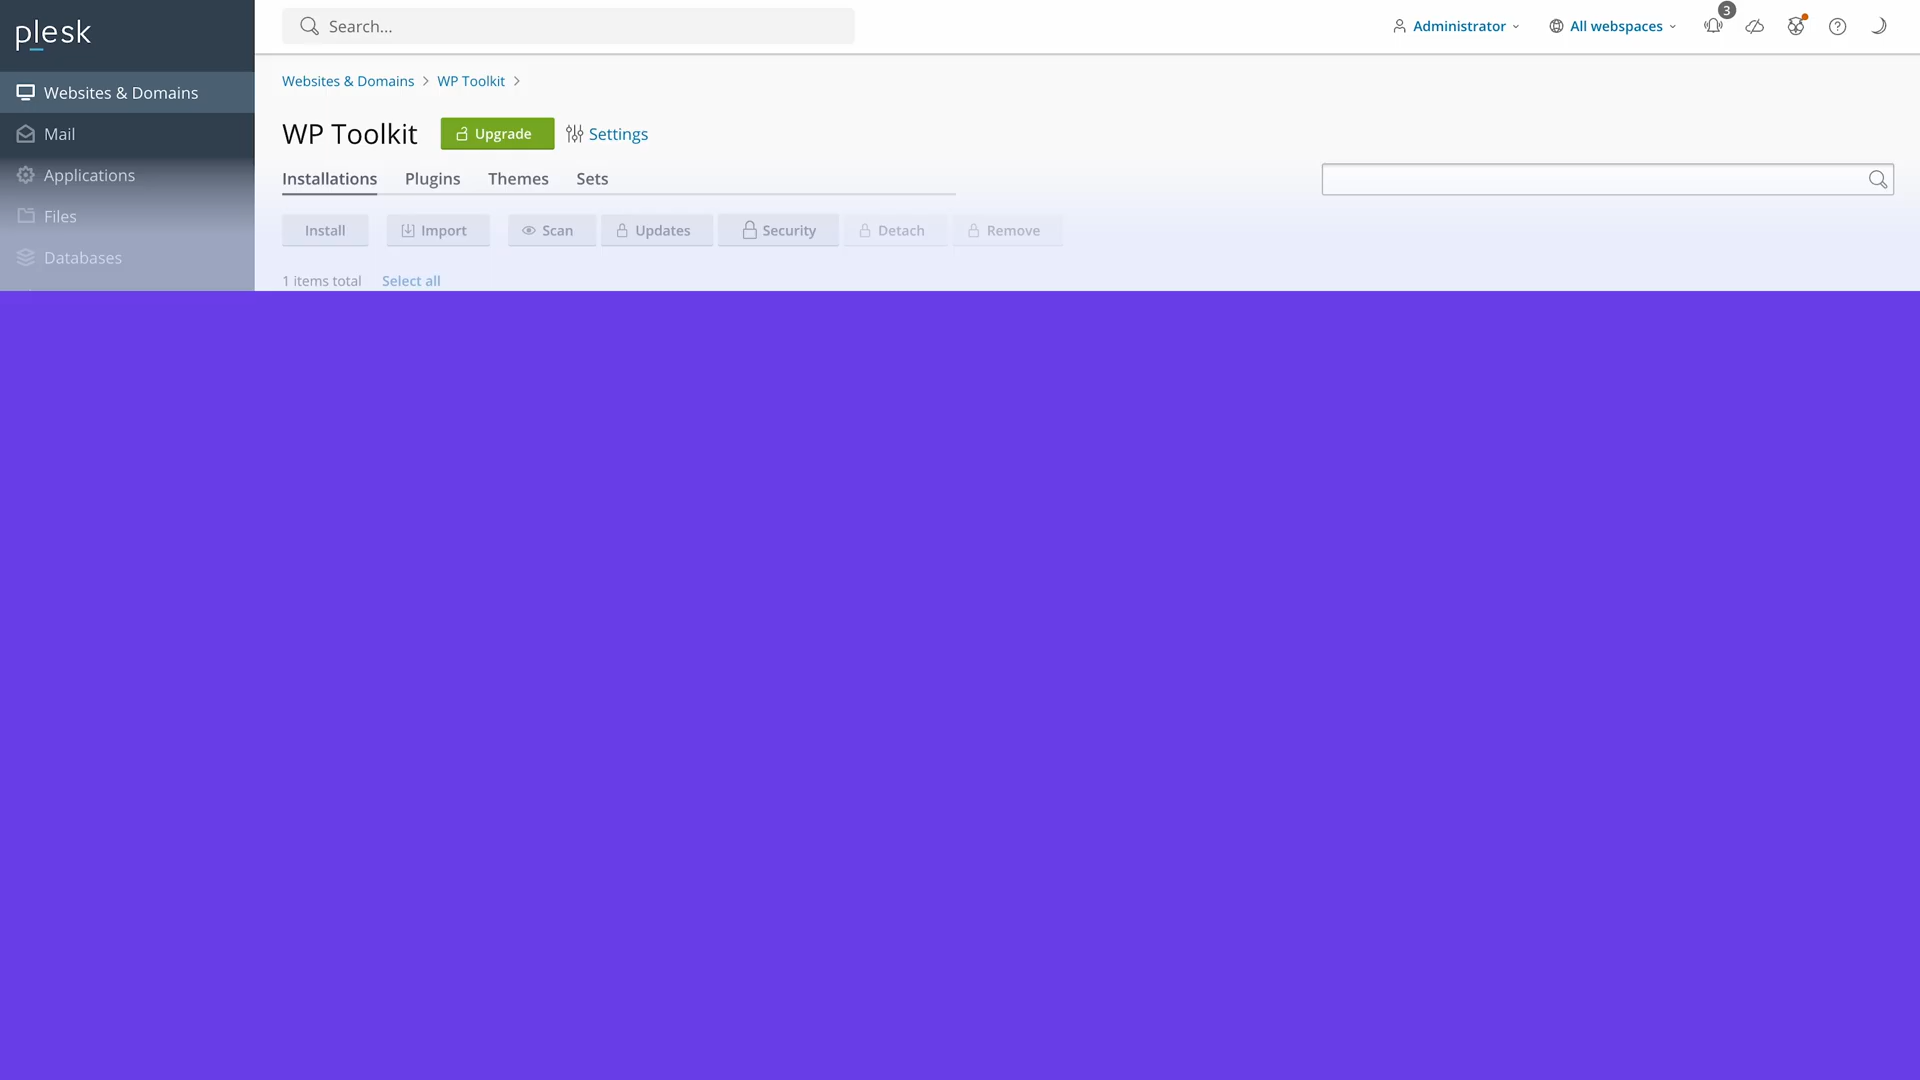 plesk
Search...
Administrator
All webspaces
3
Websites & Domains
Mail
Applications
Files
Databases
Websites & Domains > WP Toolkit >
WP Toolkit
Upgrade
Settings
Installations
Plugins
Themes
Sets
Install
Import
Scan
Updates
Security
Detach
Remove
1 items total
Select all